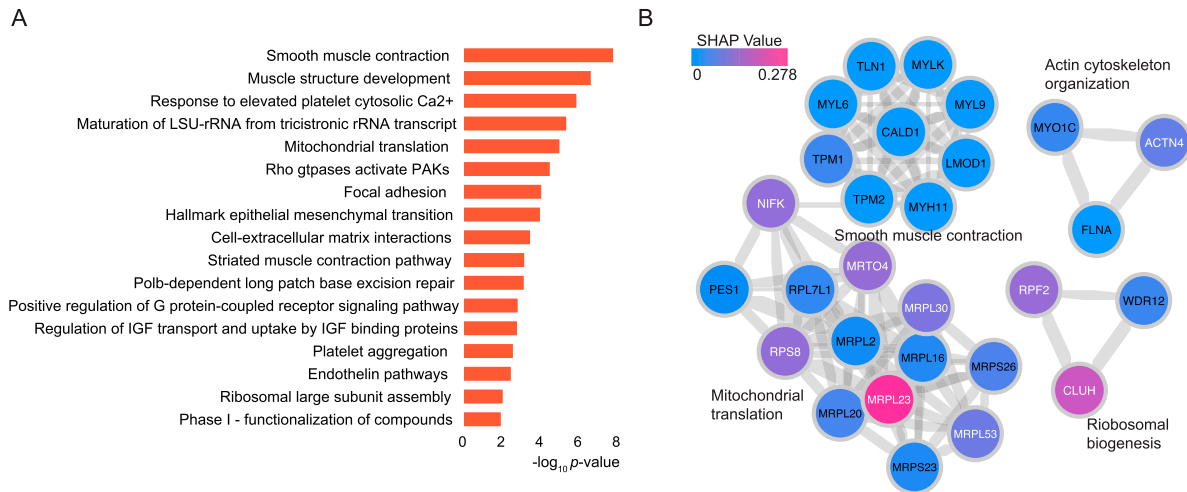 A
Smooth muscle contraction
Muscle structure development
Response to elevated platelet cytosolic Ca2+
Maturation of LSU-rRNA from tricistronic rRNA transcript
Mitochondrial translation
Rho gtpases activate PAKs
Focal adhesion
Hallmark epithelial mesenchymal transition
Cell-extracellular matrix interactions
Striated muscle contraction pathway
Polb-dependent long patch base excision repair
Positive regulation of G protein-coupled receptor signaling pathway
Regulation of IGF transport and uptake by IGF binding proteins
Platelet aggregation
Endothelin pathways
Ribosomal large subunit assembly
Phase I - functionalization of compounds
0 2 4 6 8
-log10 p-value
B
SHAP Value
0 0.278
TLN1
MYLK
MYL6
MYL9
CALD1
TPM1
LMOD1
TPM2
MYH11
Smooth muscle contraction
Actin cytoskeleton
organization
MYO1C
ACTN4
FLNA
NIFK
MRTO4
PES1
RPL7L1
MRPL30
RPS8
MRPL2
MRPL16
MRPS26
MRPL20
MRPL23
MRPL53
MRPS23
Mitochondrial
translation
RPF2
WDR12
CLUH
Riobosomal
biogenesis